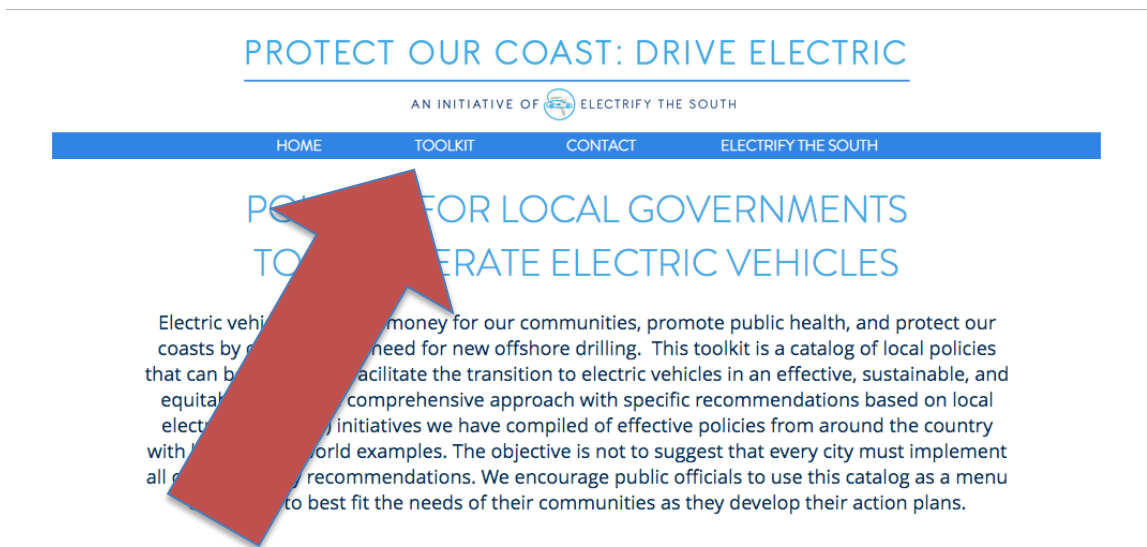 PROTECT OUR COAST: DRIVE ELECTRIC
AN INITIATIVE OF ELECTRIFY THE SOUTH
HOME TOOLKIT CONTACT ELECTRIFY THE SOUTH
FOR LOCAL GOVERNMENTS
TO ELECTRIC VEHICLES
Electric money for our communities, promote public health, and protect our
coasts by need for new offshore drilling. This toolkit is a catalog of local policies
that can the transition to electric vehicles in an effective, sustainable, and
comprehensive approach with specific recommendations based on local
initiatives we have compiled of effective policies from around the country
with examples. The objective is not to suggest that every city must implement
all recommendations. We encourage public officials to use this catalog as a menu
to best fit the needs of their communities as they develop their action plans.